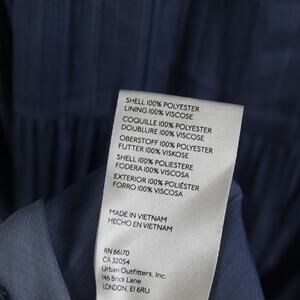 SHELL 100% POLYESTER
LINING 100% VISCOSE
COQUILLE 100% POLYESTER
DOUBLURE 100% VISCOSE
OBERSTOFF 100% POLYESTER
FUTTER 100% VISKOSE
SHELL 100% POLIESTERE
FODERA 100% VISCOSA
EXTERIOR 100% POLIÉSTER
FORRO 100% VISCOSA
MADE IN VIETNAM
HECHO EN VIETNAM
RN 66170
CA 32054
Urban Outfitters, Inc.
146 Brick Lane
LONDON, E1 6RU